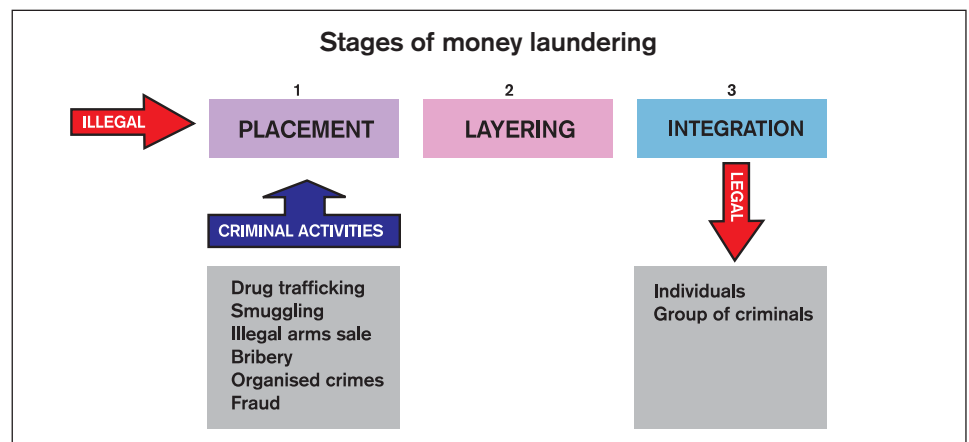 Stages of money laundering
1
2
3
ILLEGAL
PLACEMENT
LAYERING
INTEGRATION
LEGAL
CRIMINAL ACTIVITIES
Drug trafficking
Smuggling
Illegal arms sale
Bribery
Organised crimes
Fraud
Individuals
Group of criminals